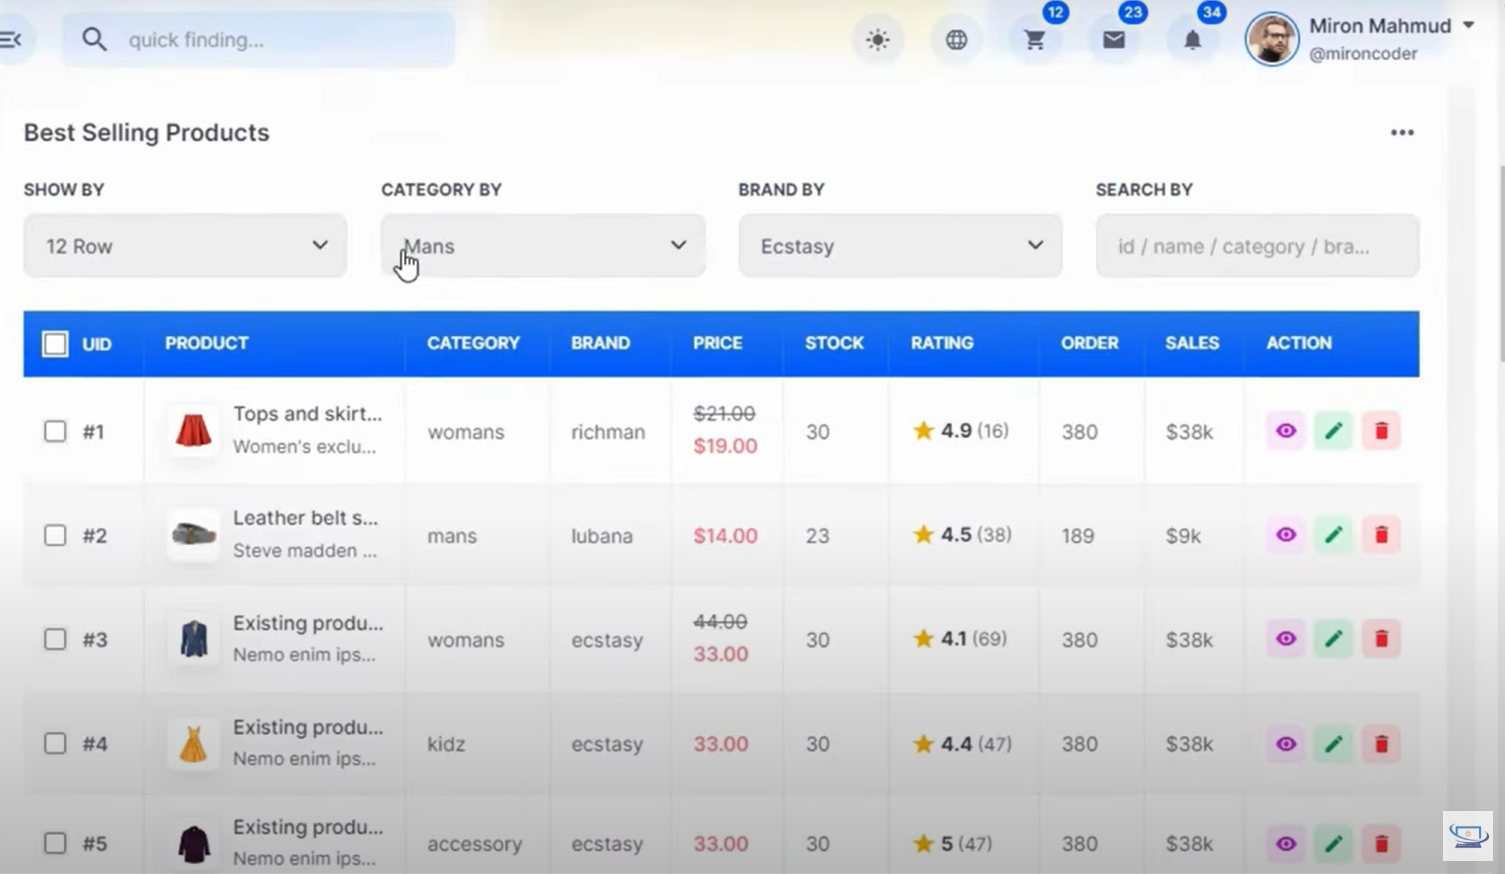 quick finding...
12
23
34
Miron Mahmud
@mironcoder
Best Selling Products
SHOW BY
CATEGORY BY
BRAND BY
SEARCH BY
12 Row
Mans
Ecstasy
id / name / category / bra...
UID PRODUCT CATEGORY BRAND PRICE STOCK RATING ORDER SALES ACTION
#1 Tops and skirt... womans richman $21.00 30 4.9 (16) 380 $38k
Women's exclu... $19.00
#2 Leather belt s... mans lubana $14.00 23 4.5 (38) 189 $9k
Steve madden ...
#3 Existing produ... womans ecstasy 44.00 30 4.1 (69) 380 $38k
Nemo enim ips... 33.00
#4 Existing produ... kidz ecstasy 33.00 30 4.4 (47) 380 $38k
Nemo enim ips...
#5 Existing produ... accessory ecstasy 33.00 30 5 (47) 380 $38k
Nemo enim ips...